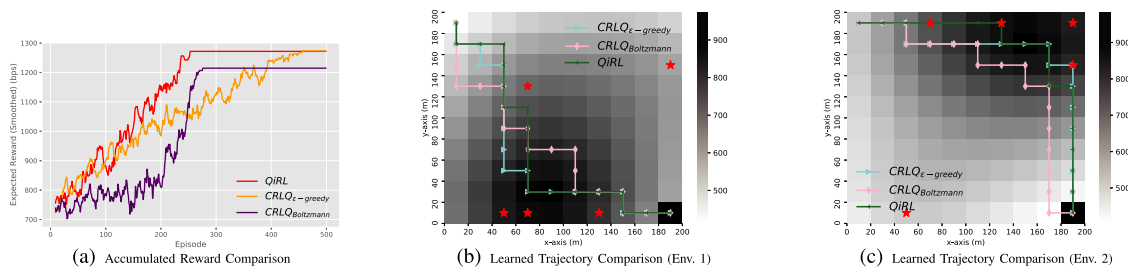 1300
1200
1100
1000
900
800
700
Expected Reward (Smoothed) (bps)
0
100
200
300
400
500
Episode
QiRL
CRLQε−greedy
CRLQBoltzmann
(a) Accumulated Reward Comparison
200
180
160
140
120
100
80
60
40
20
0
y-axis (m)
0 20 40 60 80 100 120 140 160 180 200
x-axis (m)
CRLQε−greedy
CRLQBoltzmann
QiRL
900
800
700
600
500
(b) Learned Trajectory Comparison (Env. 1)
200
180
160
140
120
100
80
60
40
20
0
y-axis (m)
0 20 40 60 80 100 120 140 160 180 200
x-axis (m)
CRLQε−greedy
CRLQBoltzmann
QiRL
900
800
700
600
500
(c) Learned Trajectory Comparison (Env. 2)